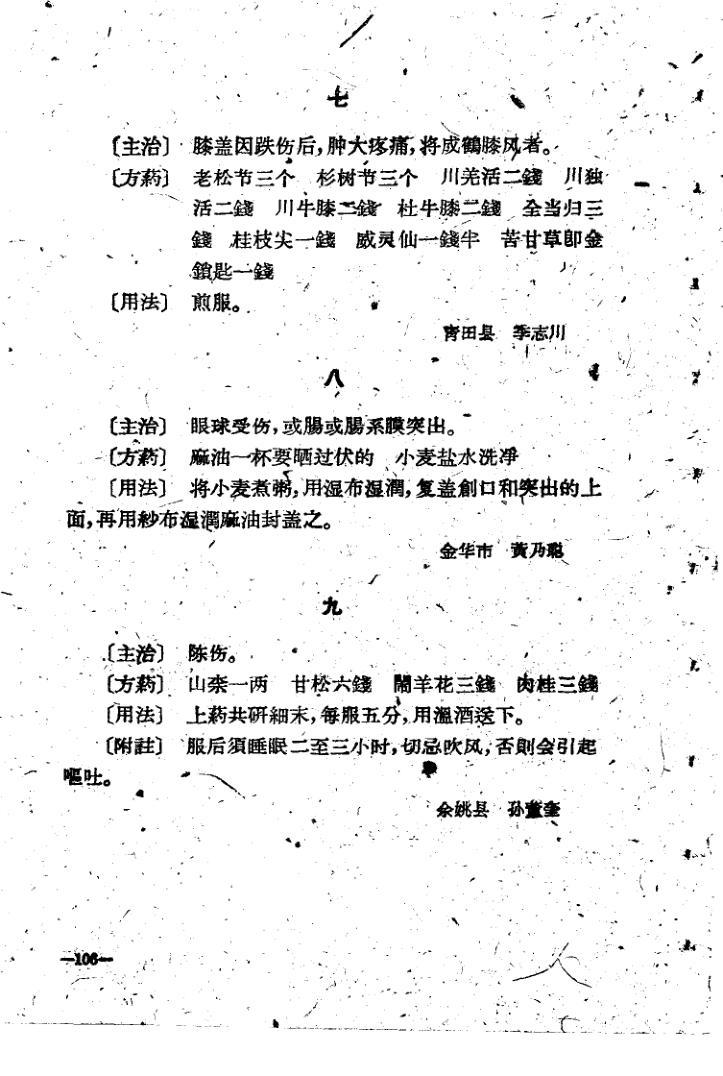 七
〔主治〕 膝盖因跌伤后,肿大疼痛,将成鶴膝风者。
〔方葯〕 老松节三个 杉树节三个 川羌活二錢 川独
活二錢 川牛膝二錢 杜牛膝二錢 全当归三
錢 桂枝尖一錢 威灵仙一錢半 苦甘草卽金
鎖匙一錢
〔用法〕 煎服。
青田县 季志川
八
〔主治〕 眼球受伤,或腸或腸系膜突出。
〔方葯〕 麻油一杯要晒过伏的 小麦盐水洗凈
〔用法〕 将小麦煮粥,用湿布湿潤,复盖創口和突出的上
面,再用紗布湿潤麻油封盖之。
金华市 黄乃聪
九
〔主治〕 陈伤。
〔方葯〕 山柰一两 甘松六錢 鬧羊花三錢 肉桂三錢
〔用法〕 上葯共研細末,每服五分,用溫酒送下。
〔附註〕 服后須睡眠二至三小时,切忌吹风,否則会引起
嘔吐。
余姚县 孙奎
—106—